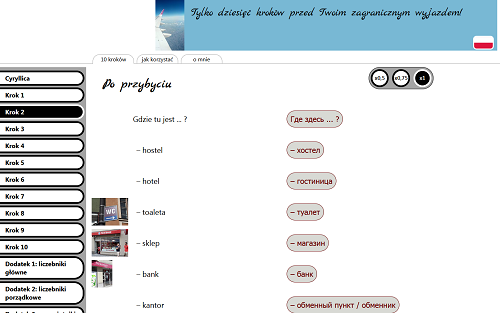 Tylko dziesięć kroków przed Twoim zagranicznym wyjazdem!
10 kroków
jak korzystać
o mnie
Cyryllica
Krok 1
Krok 2
Krok 3
Krok 4
Krok 5
Krok 6
Krok 7
Krok 8
Krok 9
Krok 10
Dodatek 1: liczebniki
główne
Dodatek 2: liczebniki
porządkowe
Po przybyciu
x0,5
x0,75
x1
Gdzie tu jest ... ?
Где здесь ... ?
– hostel
– хостел
– hotel
– гостиница
– toaleta
– туалет
– sklep
– магазин
– bank
– банк
– kantor
– обменный пункт / обменник
WC